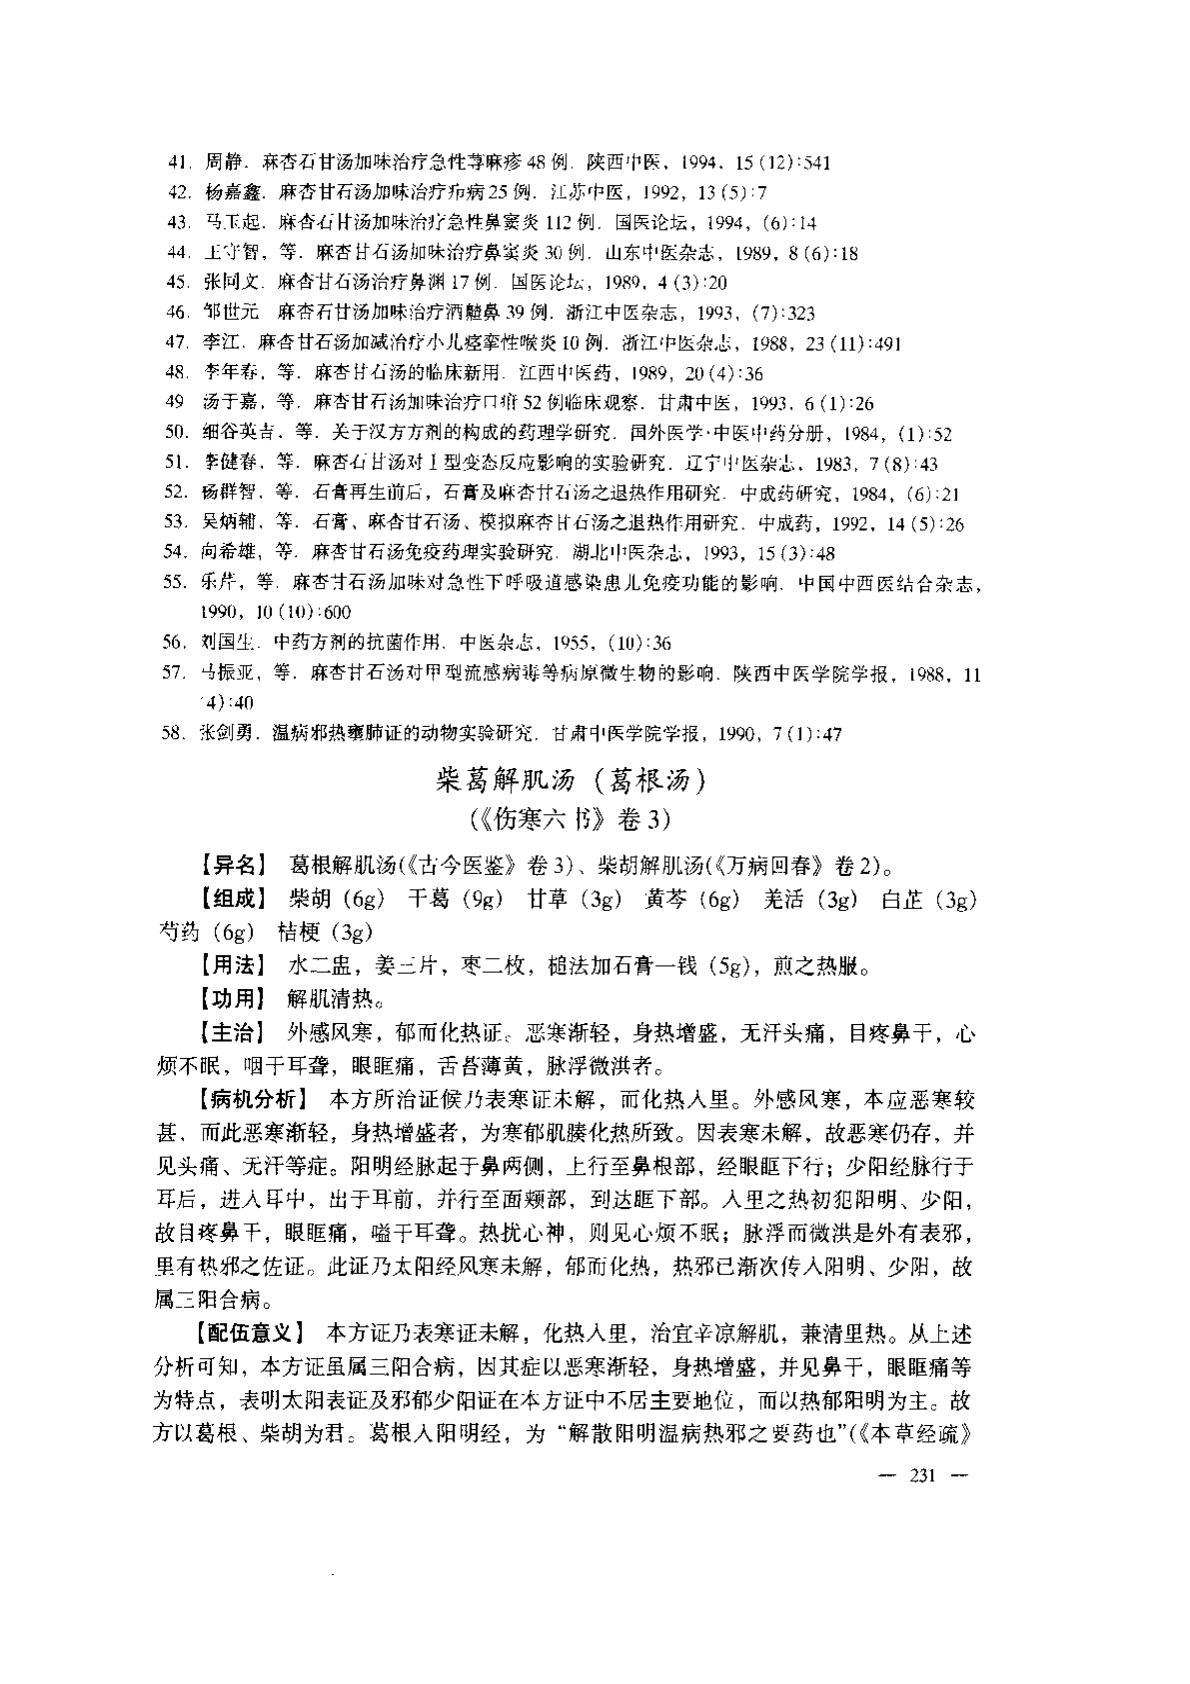 41. 周静. 麻杏石甘汤加味治疗急性荨麻疹 48 例. 陕西中医, 1994. 15 (12):541
42. 杨嘉鑫. 麻杏甘石汤加味治疗痄病 25 例. 江苏中医, 1992, 13 (5):7
43. 马玉起. 麻杏石甘汤加味治疗急性鼻窦炎 112 例. 国医论坛, 1994, (6):14
44. 王守智, 等. 麻杏甘石汤加味治疗鼻窦炎 30 例. 山东中医杂志, 1989, 8 (6):18
45. 张同文. 麻杏甘石汤治疗鼻渊 17 例. 国医论坛, 1989, 4 (3):20
46. 邹世元 麻杏石甘汤加味治疗酒齄鼻 39 例. 浙江中医杂志, 1993, (7):323
47. 李江. 麻杏甘石汤加减治疗小儿痉挛性喉炎 10 例. 浙江中医杂志, 1988, 23 (11):491
48. 李年春, 等. 麻杏甘石汤的临床新用. 江西中医药, 1989, 20 (4):36
49 汤于嘉, 等. 麻杏甘石汤加味治疗口疳 52 例临床观察. 甘肃中医, 1993. 6 (1):26
50. 细谷英吉, 等. 关于汉方方剂的构成的药理学研究. 国外医学·中医中药分册, 1984, (1):52
51. 李健春, 等. 麻杏石甘汤对Ⅰ型变态反应影响的实验研究. 辽宁中医杂志, 1983, 7 (8):43
52. 杨群智, 等. 石膏再生前后, 石膏及麻杏甘石汤之退热作用研究. 中成药研究, 1984, (6):21
53. 吴炳辅, 等. 石膏、麻杏甘石汤、模拟麻杏甘石汤之退热作用研究. 中成药, 1992, 14 (5):26
54. 向希雄, 等. 麻杏甘石汤免疫药理实验研究. 湖北中医杂志, 1993, 15 (3):48
55. 乐芹, 等. 麻杏甘石汤加味对急性下呼吸道感染患儿免疫功能的影响. 中国中西医结合杂志,
1990, 10 (10):600
56. 刘国生. 中药方剂的抗菌作用. 中医杂志, 1955, (10):36
57. 马振亚, 等. 麻杏甘石汤对甲型流感病毒等病原微生物的影响. 陕西中医学院学报, 1988, 11
4):40
58. 张剑勇. 温病邪热壅肺证的动物实验研究. 甘肃中医学院学报, 1990, 7 (1):47
柴葛解肌汤（葛根汤）
(《伤寒六书》卷 3)
【异名】 葛根解肌汤(《古今医鉴》卷 3)、柴胡解肌汤(《万病回春》卷 2)。
【组成】 柴胡（6g） 干葛（9g） 甘草（3g） 黄芩（6g） 羌活（3g） 白芷（3g）
芍药（6g） 桔梗（3g）
【用法】 水二盅，姜三片，枣二枚，槌法加石膏一钱（5g），煎之热服。
【功用】 解肌清热。
【主治】 外感风寒，郁而化热证。恶寒渐轻，身热增盛，无汗头痛，目疼鼻干，心
烦不眠，咽干耳聋，眼眶痛，舌苔薄黄，脉浮微洪者。
【病机分析】 本方所治证候乃表寒证未解，而化热入里。外感风寒，本应恶寒较
甚，而此恶寒渐轻，身热增盛者，为寒郁肌腠化热所致。因表寒未解，故恶寒仍存，并
见头痛、无汗等症。阳明经脉起于鼻两侧，上行至鼻根部，经眼眶下行；少阳经脉行于
耳后，进入耳中，出于耳前，并行至面颊部，到达眶下部。入里之热初犯阳明、少阳，
故目疼鼻干，眼眶痛，嗌干耳聋。热扰心神，则见心烦不眠；脉浮而微洪是外有表邪，
里有热邪之佐证。此证乃太阳经风寒未解，郁而化热，热邪已渐次传入阳明、少阳，故
属三阳合病。
【配伍意义】 本方证乃表寒证未解，化热入里，治宜辛凉解肌，兼清里热。从上述
分析可知，本方证虽属三阳合病，因其症以恶寒渐轻，身热增盛，并见鼻干，眼眶痛等
为特点，表明太阳表证及邪郁少阳证在本方证中不居主要地位，而以热郁阳明为主。故
方以葛根、柴胡为君。葛根入阳明经，为“解散阳明温病热邪之要药也”(《本草经疏》
— 231 —